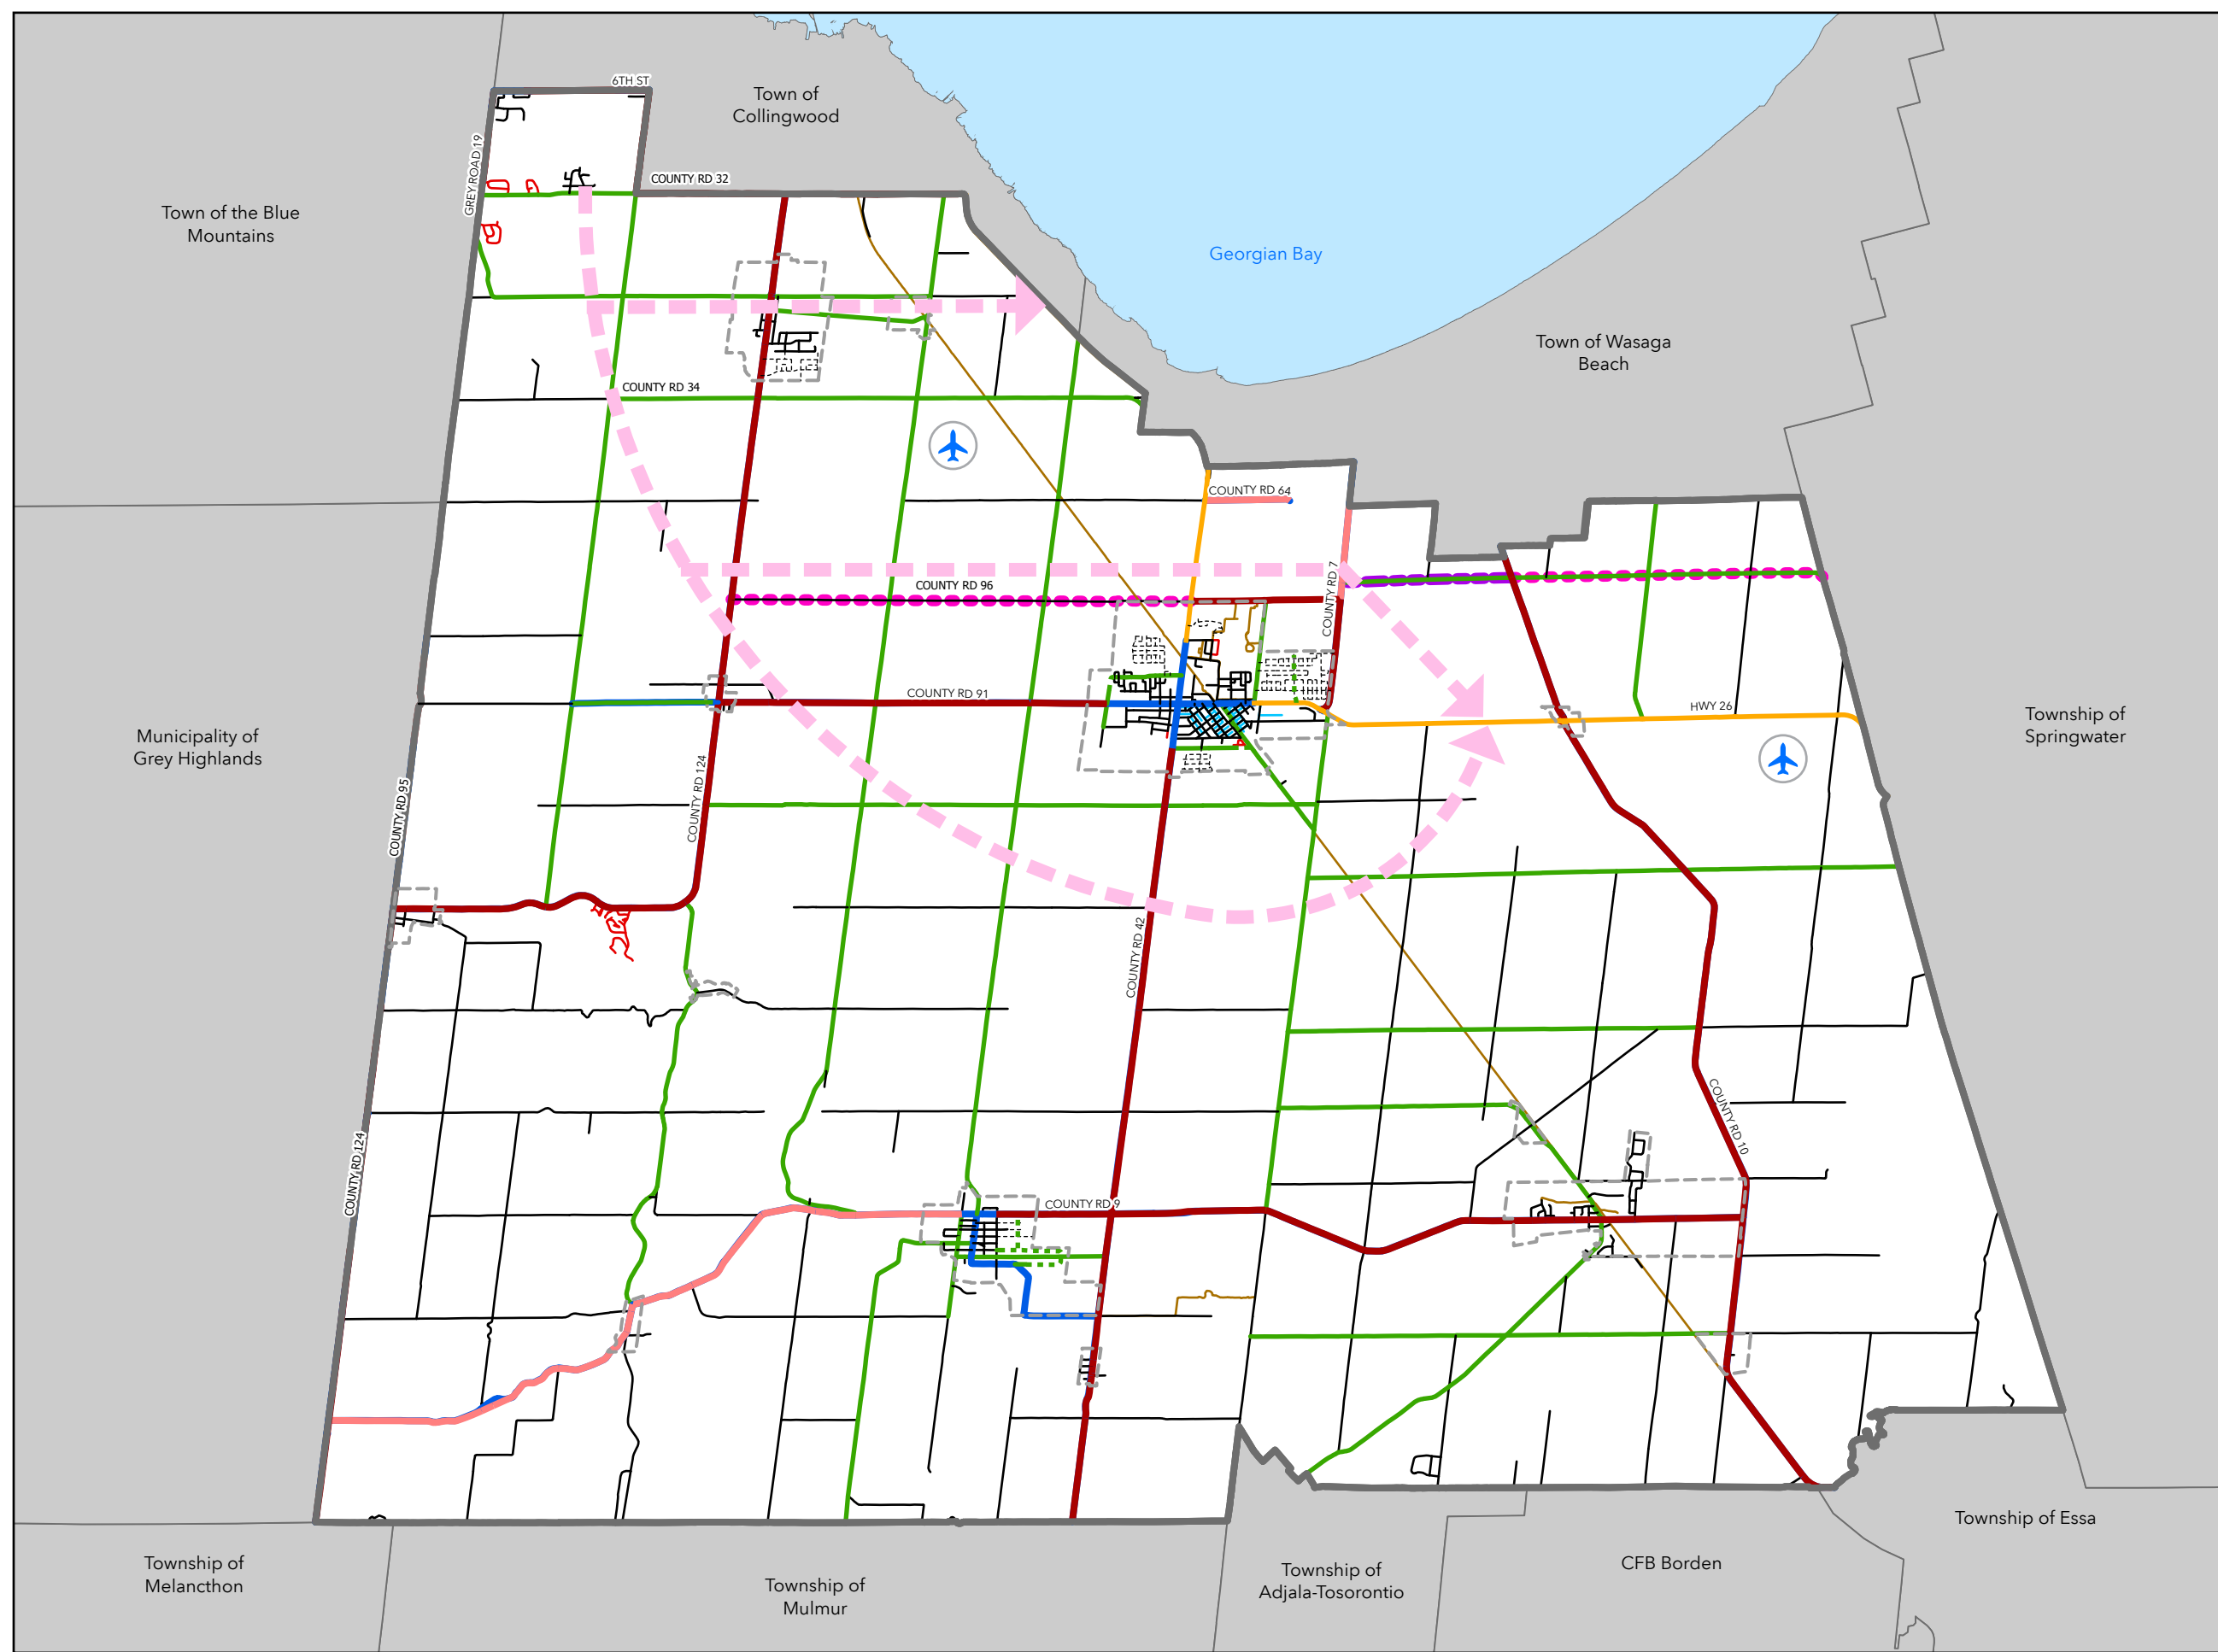 6TH ST
Town of
Collingwood
GREY ROAD 19
COUNTY RD 32
Town of the Blue
Mountains
Georgian Bay
Town of Wasaga
Beach
COUNTY RD 34
COUNTY RD 64
COUNTY RD 96
COUNTY RD 7
COUNTY RD 91
HWY 26
Township of
Springwater
Municipality of
Grey Highlands
COUNTY RD 124
COUNTY RD 95
COUNTY RD 42
COUNTY RD 10
COUNTY RD 124
COUNTY RD 9
Township of Essa
Township of
Melancthon
Township of
Mulmur
Township of
Adjala-Tosorontio
CFB Borden